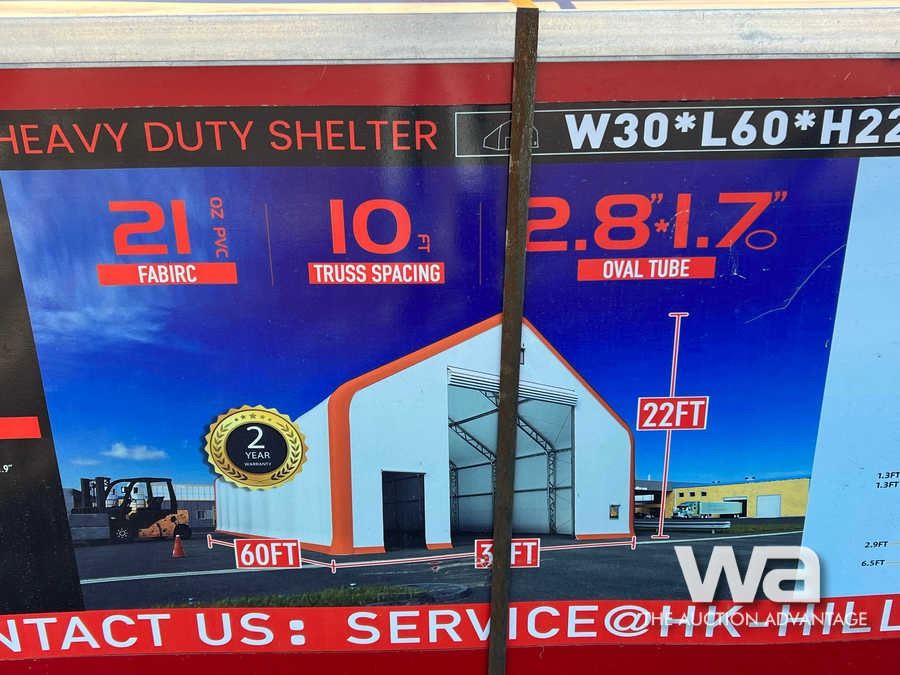 HEAVY DUTY SHELTER
W30*L60*H22
21 OZ PVC
FABIRC
10 FT
TRUSS SPACING
2.8"*1.7"
OVAL TUBE
22FT
2
YEAR
WARRANTY
.9"
1.3FT
1.3FT
2.9FT
6.5FT
60FT
FT
wa
THE AUCTION ADVANTAGE
NTACT US: SERVICE@HK-HILL